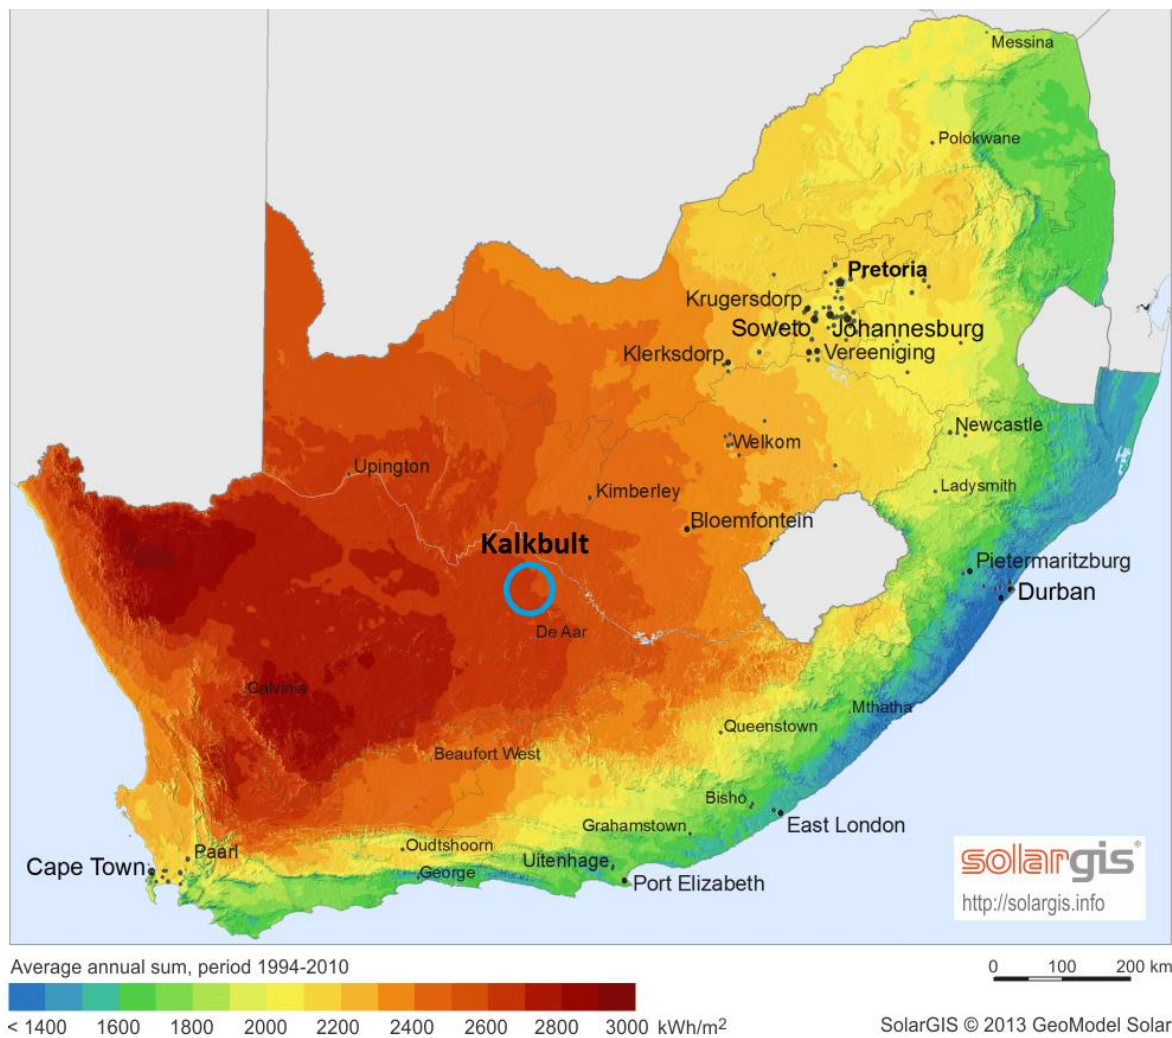 Messina
Polokwane
Pretoria
Krugersdorp
Soweto
Johannesburg
Klerksdorp
Vereeniging
Newcastle
Welkom
Upington
Kimberley
Ladysmith
Bloemfontein
Kalkbult
Pietermaritzburg
Durban
De Aar
Calvinia
Mthatha
Queenstown
Beaufort West
Bisho
East London
Grahamstown
Oudtshoorn
Paarl
Uitenhage
Cape Town
George
Port Elizabeth
solargis®
http://solargis.info
Average annual sum, period 1994-2010
0 100 200 km
< 1400 1600 1800 2000 2200 2400 2600 2800 3000 kWh/m²
SolarGIS © 2013 GeoModel Solar